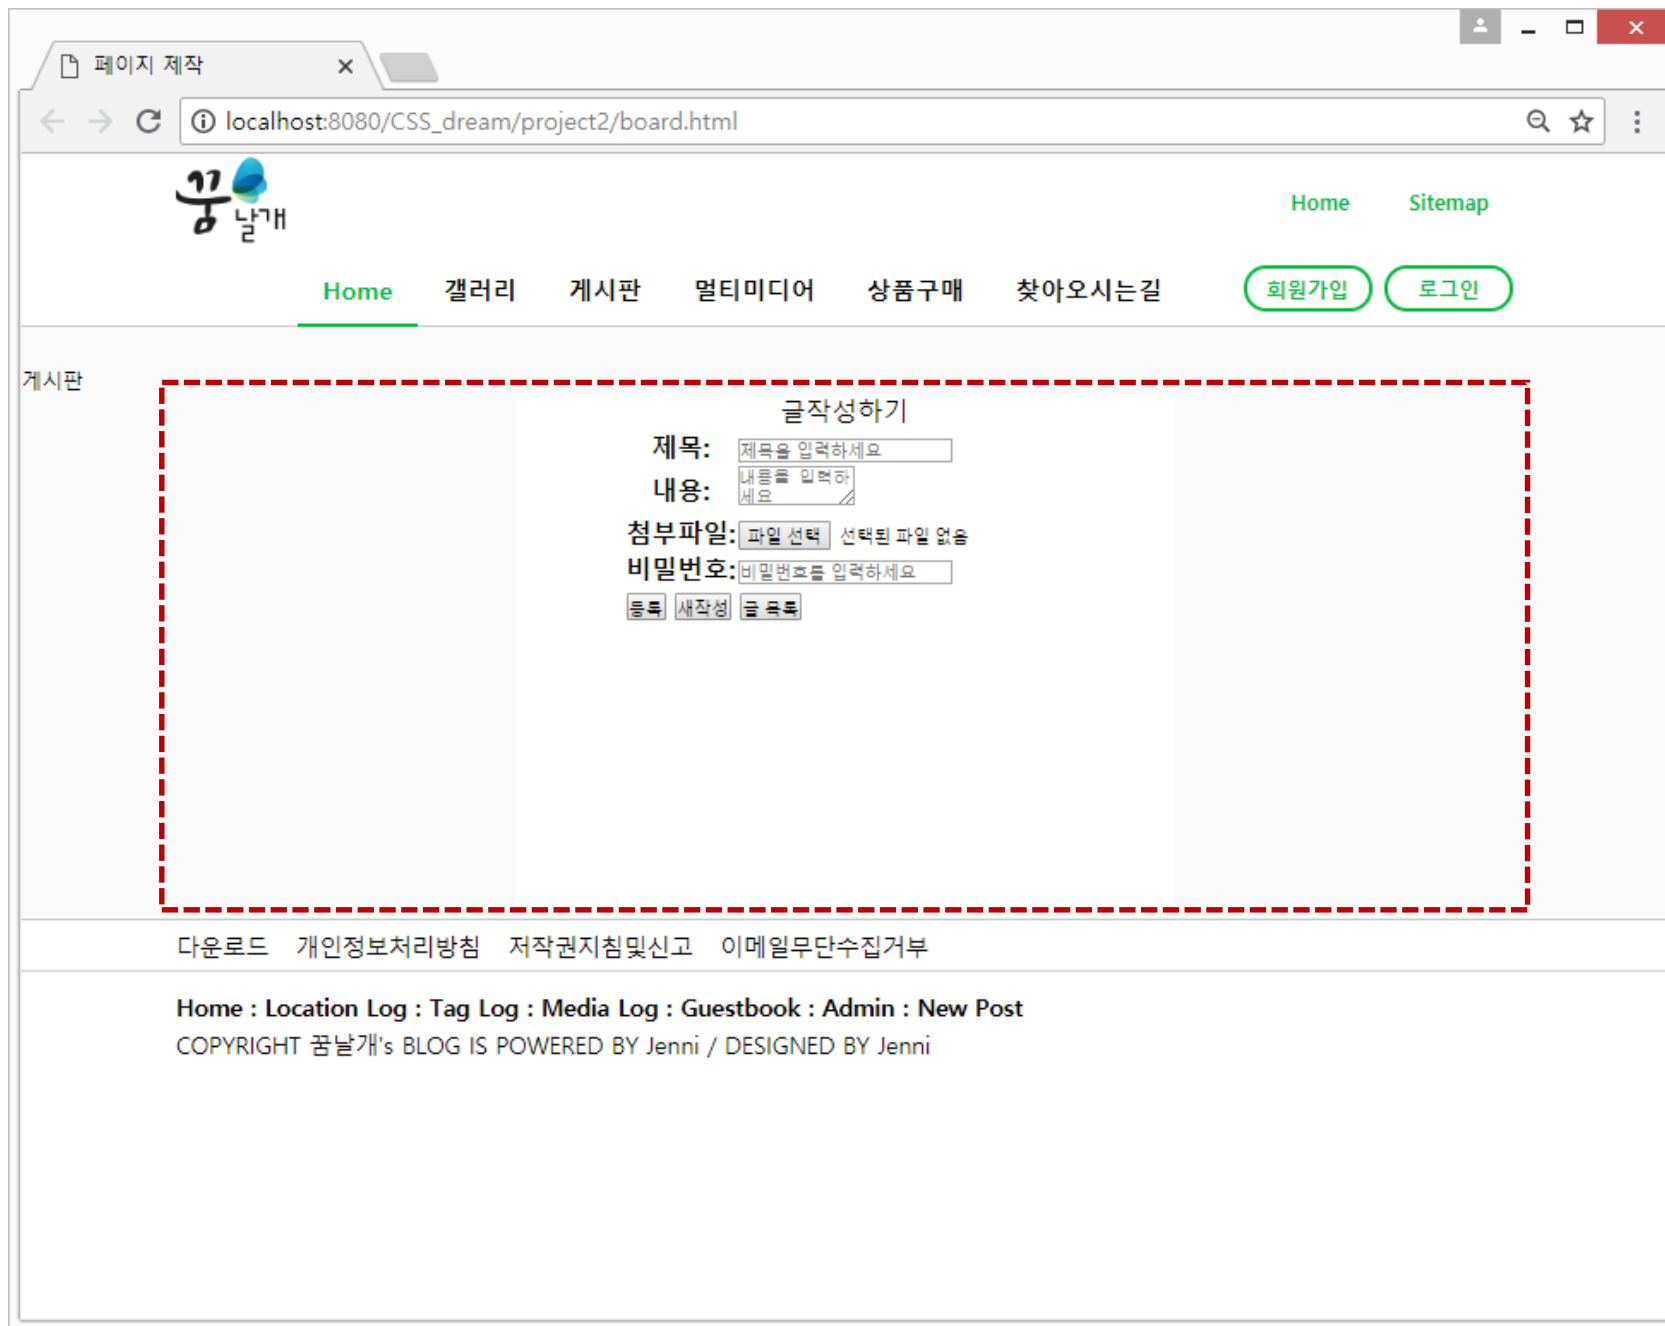 페이지 제작
localhost:8080/CSS_dream/project2/board.html
꿈날개
Home Sitemap
Home 갤러리 게시판 멀티미디어 상품구매 찾아오시는길 회원가입 로그인
게시판
글작성하기
제목: 제목을 입력하세요
내용: 내용을 입력하
세요
첨부파일: 파일 선택 선택된 파일 없음
비밀번호: 비밀번호를 입력하세요
등록 새작성 글 목록
다운로드 개인정보처리방침 저작권지침및신고 이메일무단수집거부
Home : Location Log : Tag Log : Media Log : Guestbook : Admin : New Post
COPYRIGHT 꿈날개's BLOG IS POWERED BY Jenni / DESIGNED BY Jenni